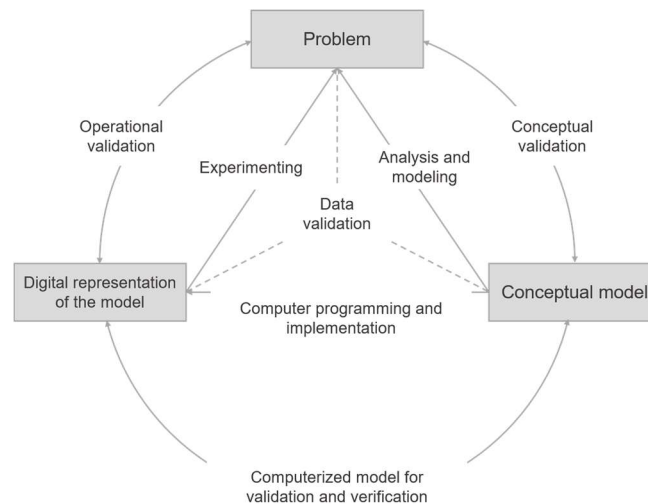 Problem
Operational
validation
Conceptual
validation
Experimenting
Analysis and
modeling
Data
validation
Digital representation
of the model
Conceptual model
Computer programming and
implementation
Computerized model for
validation and verification